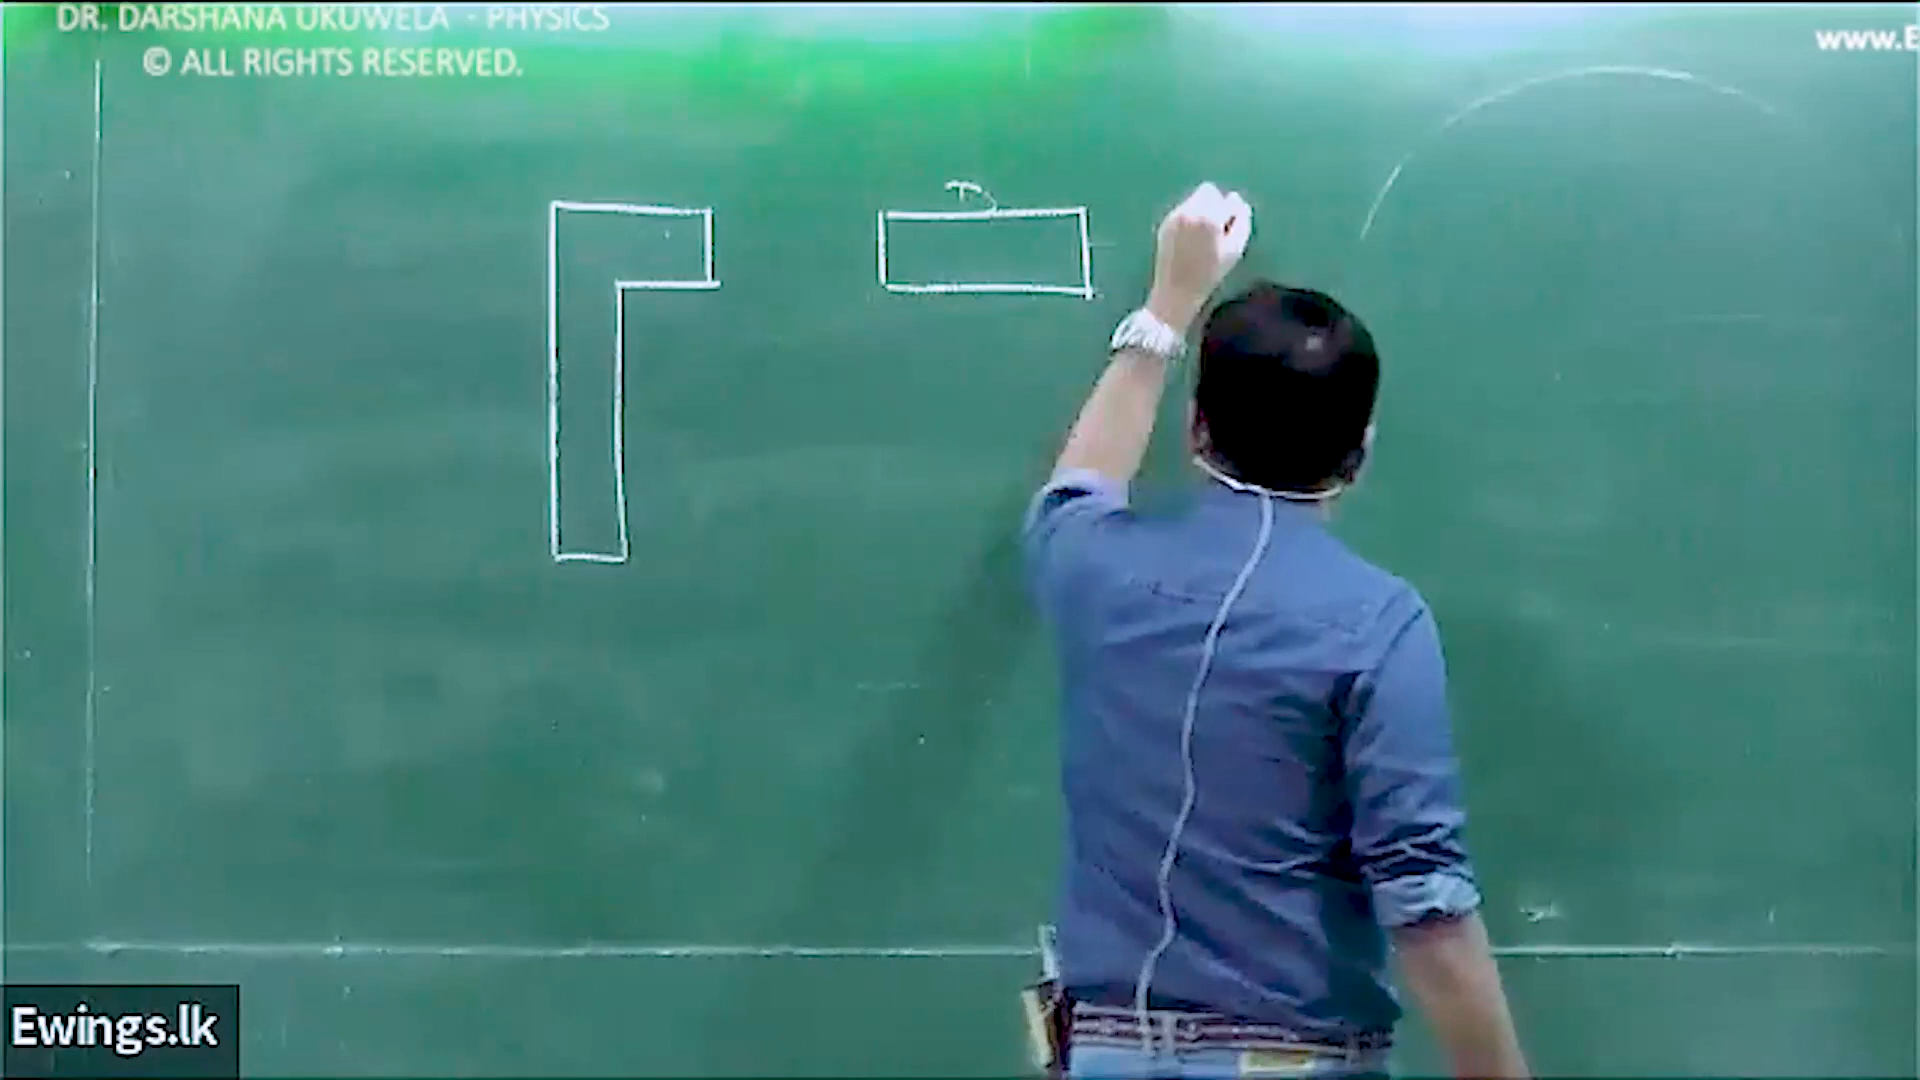 DR. DARSHANA UKUWELA - PHYSICS
© ALL RIGHTS RESERVED.
www.E
Ewings.lk